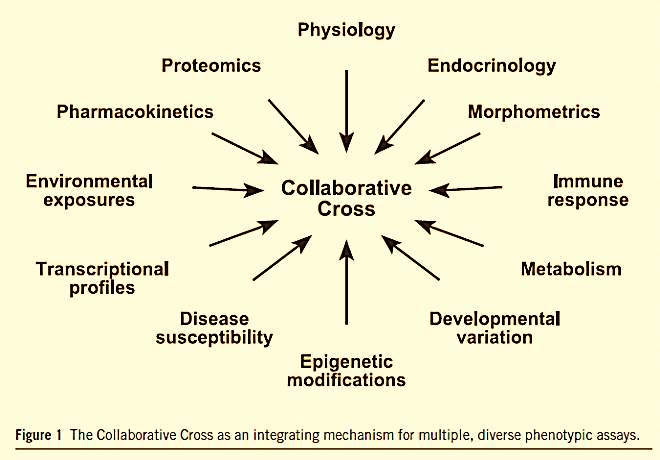 Physiology
Proteomics
Endocrinology
Pharmacokinetics
Morphometrics
Environmental
exposures
Collaborative
Cross
Immune
response
Transcriptional
profiles
Metabolism
Disease
susceptibility
Developmental
variation
Epigenetic
modifications
Figure 1 The Collaborative Cross as an integrating mechanism for multiple, diverse phenotypic assays.